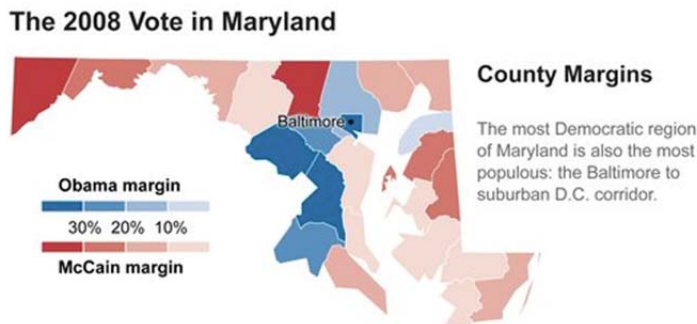 The 2008 Vote in Maryland
County Margins
The most Democratic region
of Maryland is also the most
populous: the Baltimore to
suburban D.C. corridor.
Baltimore
Obama margin
30% 20% 10%
McCain margin